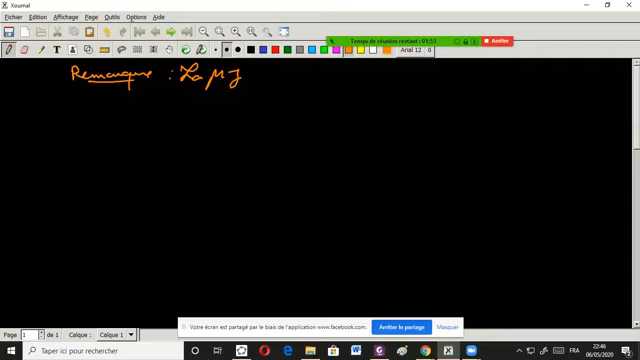 Xournal
Fichier Edition Affichage Page Outils Options Aide
Temps de réunion restant : 01:53 Arrêter
Arial 12 0
Remarque : La
Page 1 de 1 Calque : Calque 1
Votre écran est partagé par le biais de l'application www.facebook.com. Arrêter le partage Masquer
Taper ici pour rechercher
FRA
22:46
06/05/2020